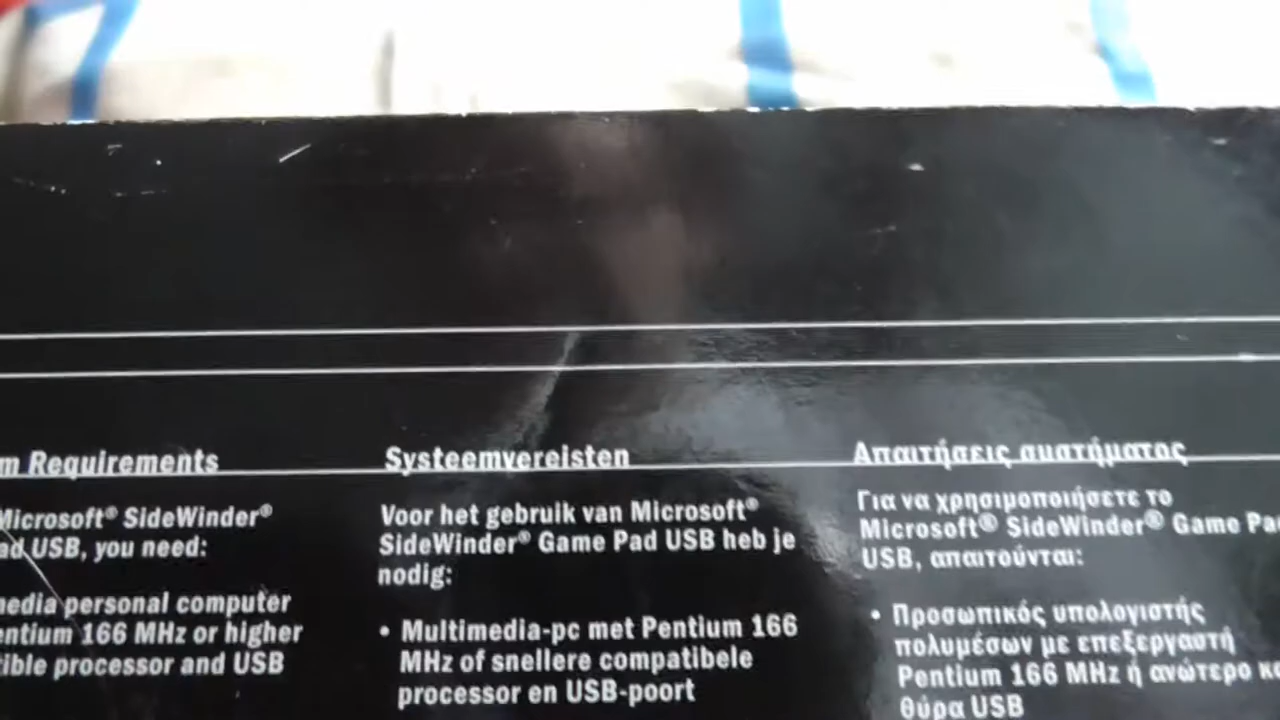 m Requirements
Microsoft® SideWinder®
ad USB, you need:
media personal computer
entium 166 MHz or higher
tible processor and USB
Systeemvereisten
Voor het gebruik van Microsoft®
SideWinder® Game Pad USB heb je
nodig:
• Multimedia-pc met Pentium 166
MHz of snellere compatibele
processor en USB-poort
Απαιτήσεις συστήματος
Για να χρησιμοποιήσετε το
Microsoft® SideWinder® Game Pa
USB, απαιτούνται:
• Προσωπικός υπολογιστής
πολυμέσων με επεξεργαστή
Pentium 166 MHz ή ανώτερο κα
θύρα USB